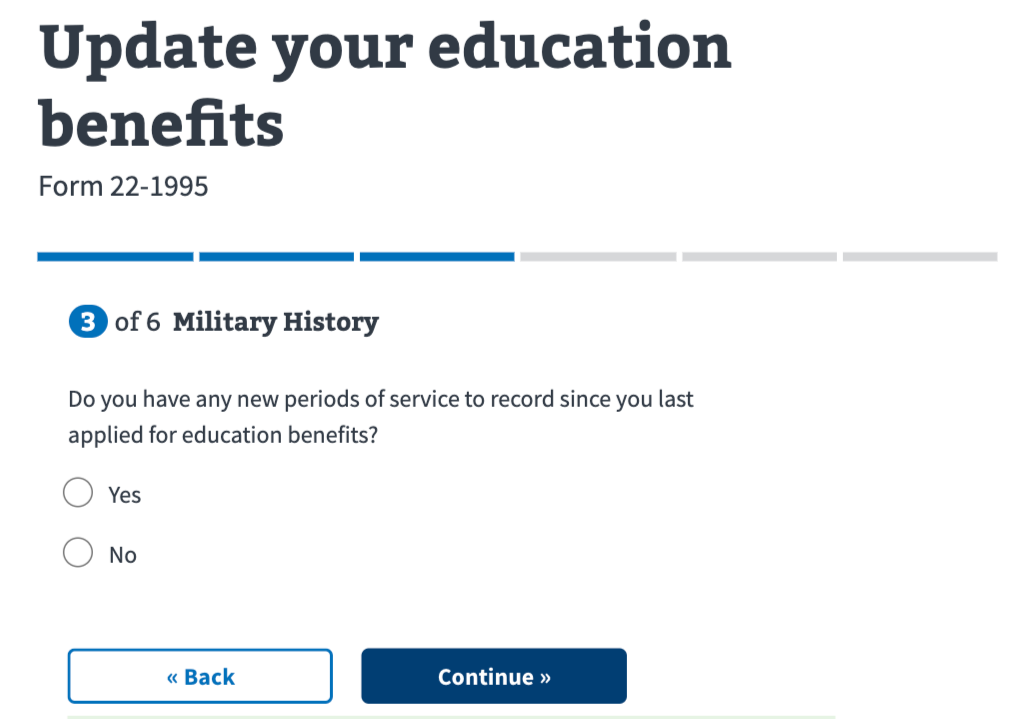 Update your education
benefits
Form 22-1995
3 of 6 Military History
Do you have any new periods of service to record since you last
applied for education benefits?
Yes
No
« Back
Continue »